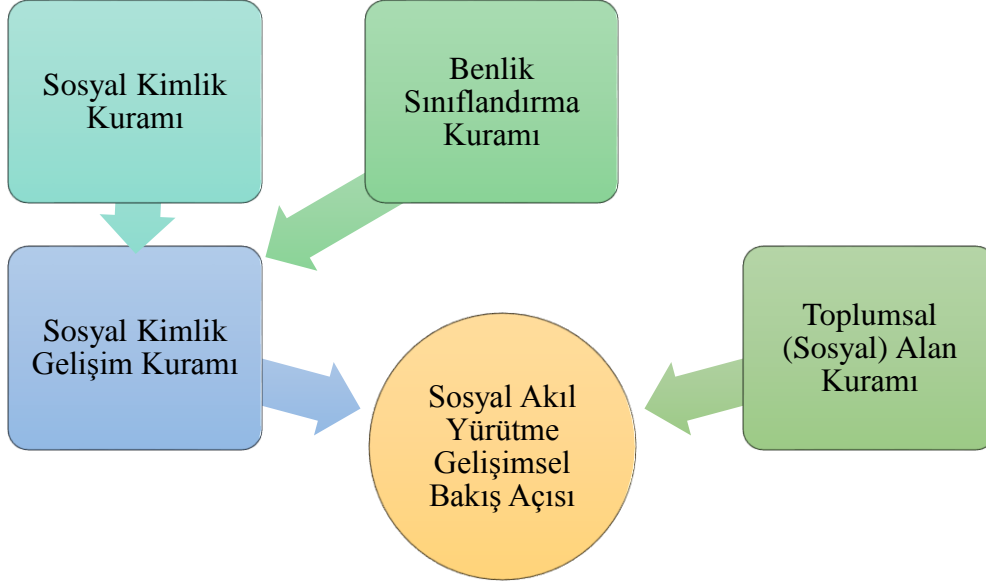 Sosyal Kimlik
Kuramı
Benlik
Sınıflandırma
Kuramı
Sosyal Kimlik
Gelişim Kuramı
Sosyal Akıl
Yürütme
Gelişimsel
Bakış Açısı
Toplumsal
(Sosyal) Alan
Kuramı